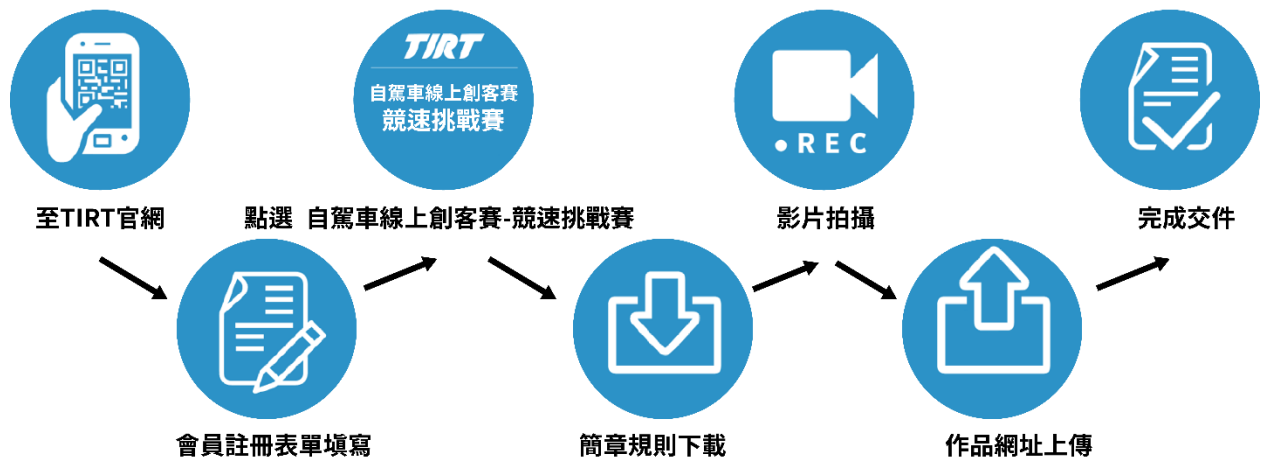 TIRT
自駕車線上創客賽
競速挑戰賽
REC
至TIRT官網
點選 自駕車線上創客賽-競速挑戰賽
影片拍攝
完成交件
會員註冊表單填寫
簡章規則下載
作品網址上傳